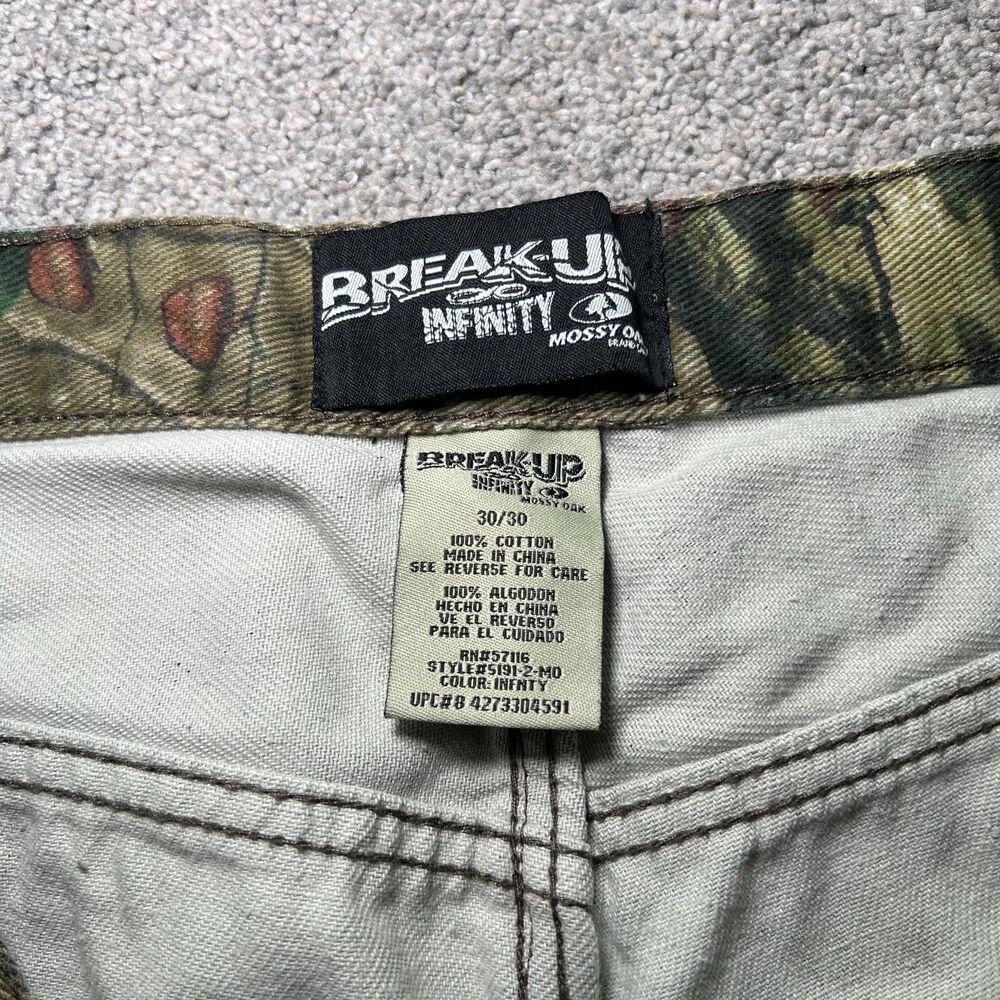 BREAK-UP
INFINITY
MOSSY OAK
BRAND
BREAK-UP
INFINITY
MOSSY OAK
30/30
100% COTTON
MADE IN CHINA
SEE REVERSE FOR CARE
100% ALGODON
HECHO EN CHINA
VE EL REVERSO
PARA EL CUIDADO
RN#57116
STYLE#5191-2-MO
COLOR: INFNTY
UPC#8 4273304591